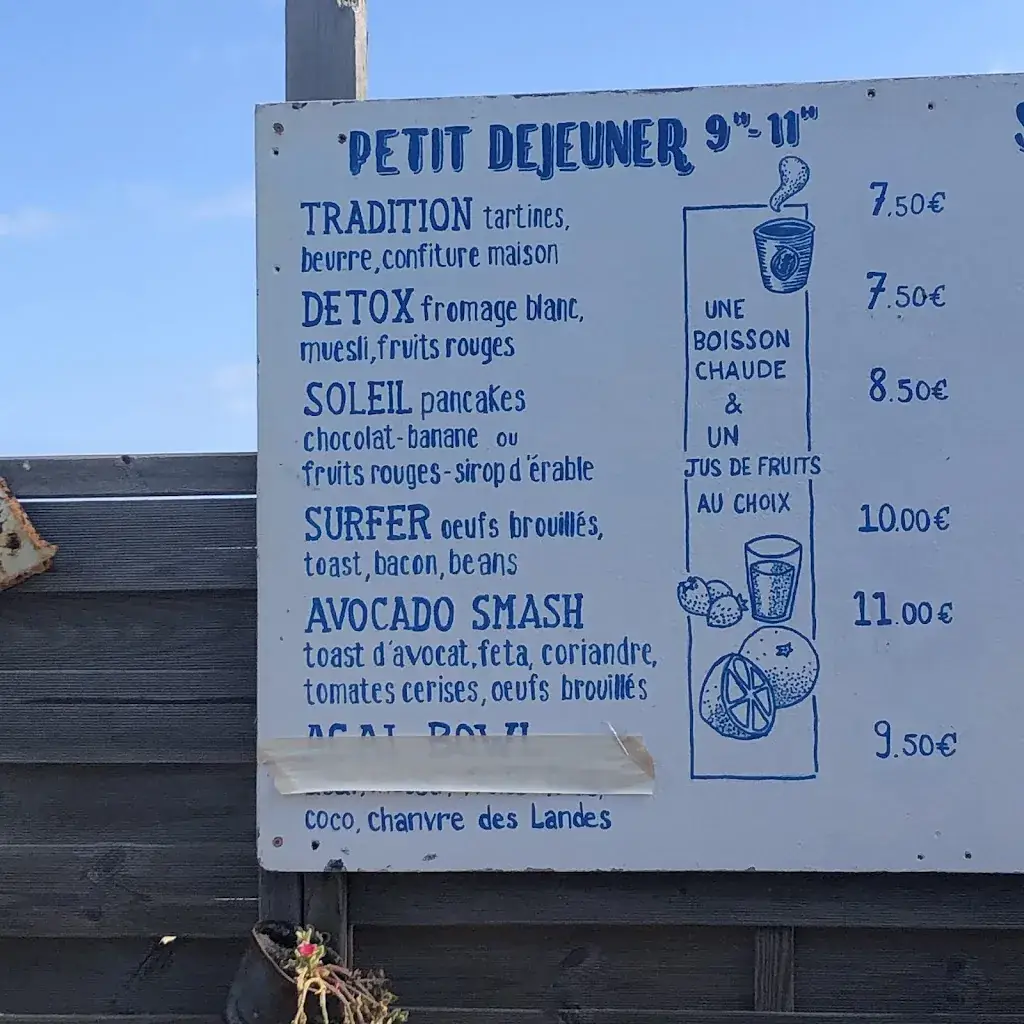 PETIT DEJEUNER 9"-11"
TRADITION tartines,
beurre, confiture maison
7.50€
DETOX fromage blanc,
muesli, fruits rouges
7.50€
SOLEIL pancakes
chocolat-banane ou
fruits rouges-sirop d'érable
8.50€
SURFER oeufs brouillés,
toast, bacon, beans
10.00€
AVOCADO SMASH
toast d'avocat, feta, coriandre,
tomates cerises, oeufs brouillés
11.00€
BOWL
coco, chanvre des Landes
9.50€
UNE
BOISSON
CHAUDE
&
UN
JUS DE FRUITS
AU CHOIX